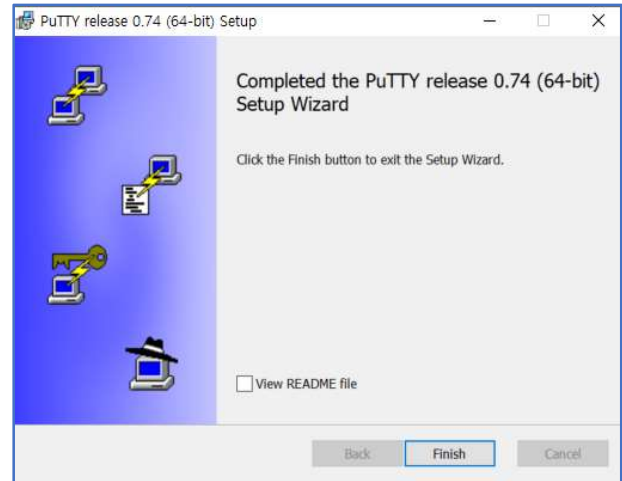 PuTTY release 0.74 (64-bit) Setup
Completed the PuTTY release 0.74 (64-bit)
Setup Wizard
Click the Finish button to exit the Setup Wizard.
View README file
Back
Finish
Cancel